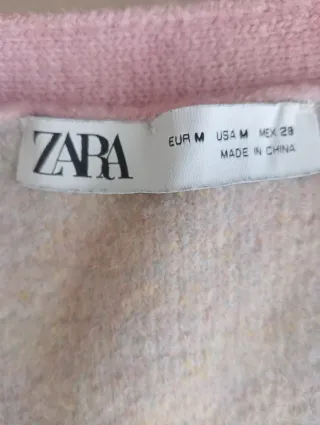 ZARA
EUR M USA M MEX 28
MADE IN CHINA